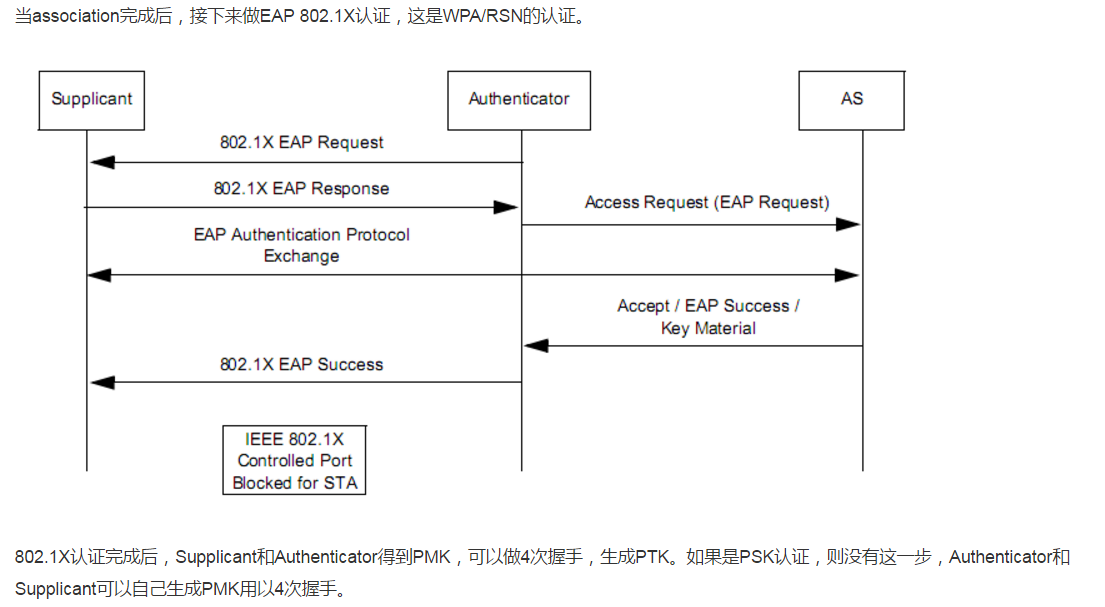 当association完成后，接下来做EAP 802.1X认证，这是WPA/RSN的认证。
Supplicant
Authenticator
AS
802.1X EAP Request
802.1X EAP Response
Access Request (EAP Request)
EAP Authentication Protocol
Exchange
Accept / EAP Success /
Key Material
802.1X EAP Success
IEEE 802.1X
Controlled Port
Blocked for STA
802.1X认证完成后，Supplicant和Authenticator得到PMK，可以做4次握手，生成PTK。如果是PSK认证，则没有这一步，Authenticator和
Supplicant可以自己生成PMK用以4次握手。